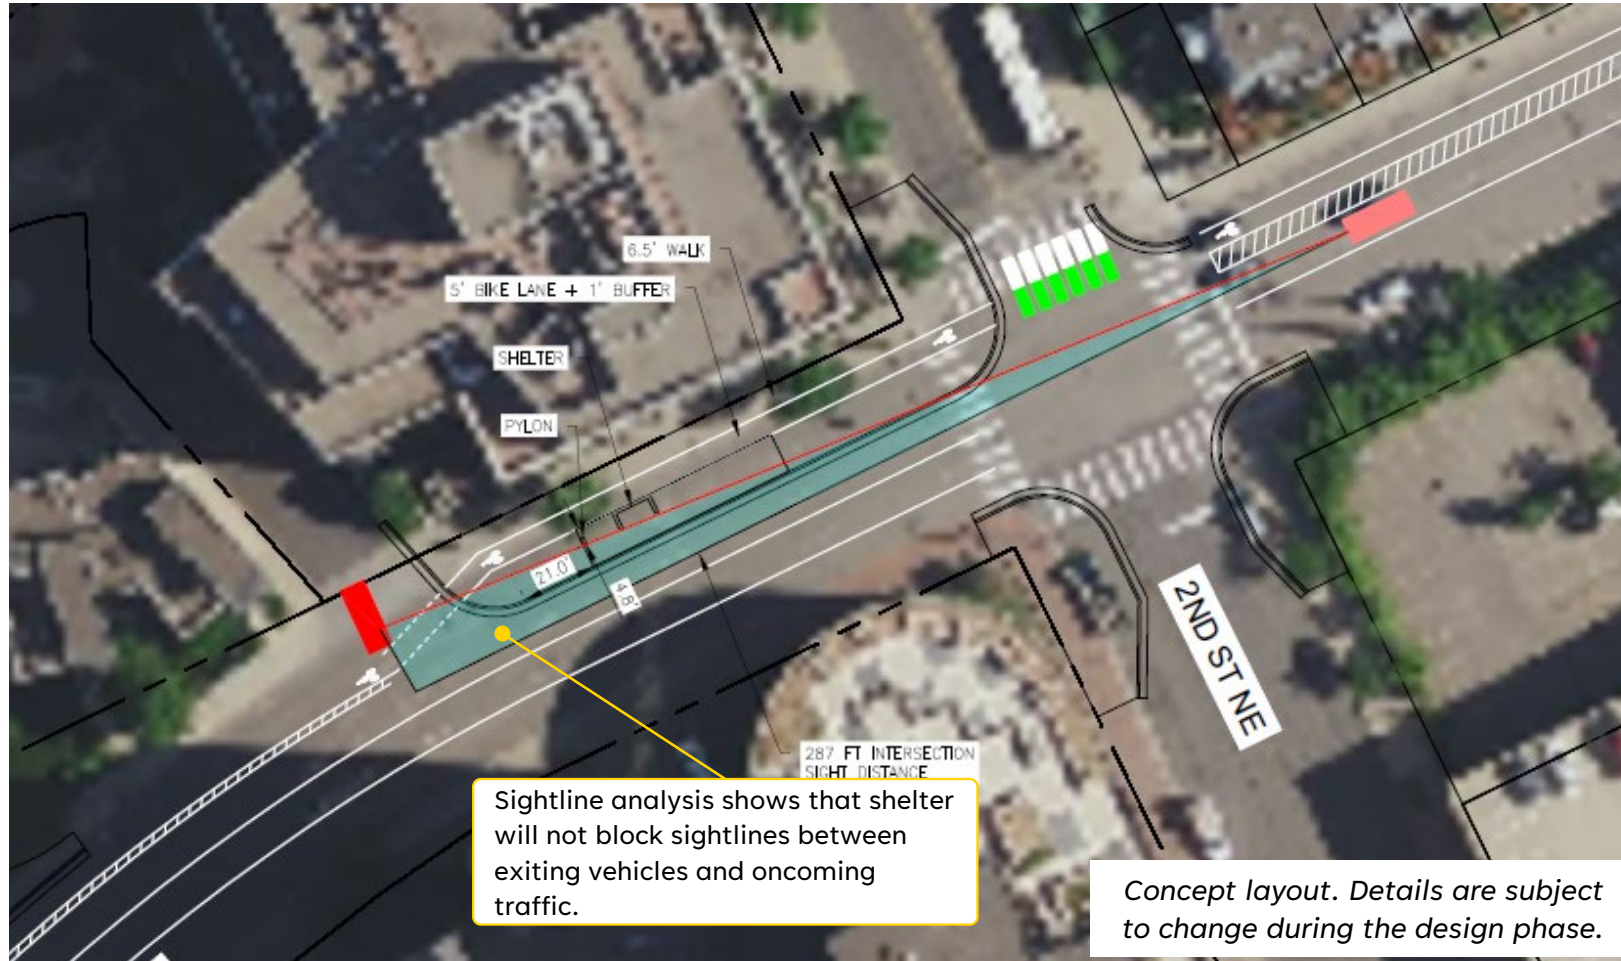 6.5' WALK
5' BIKE LANE + 1' BUFFER
SHELTER
PYLON
21.0'
4.8'
2ND ST NE
287 FT INTERSECTION
SIGHT DISTANCE
Sightline analysis shows that shelter
will not block sightlines between
exiting vehicles and oncoming
traffic.
Concept layout. Details are subject
to change during the design phase.